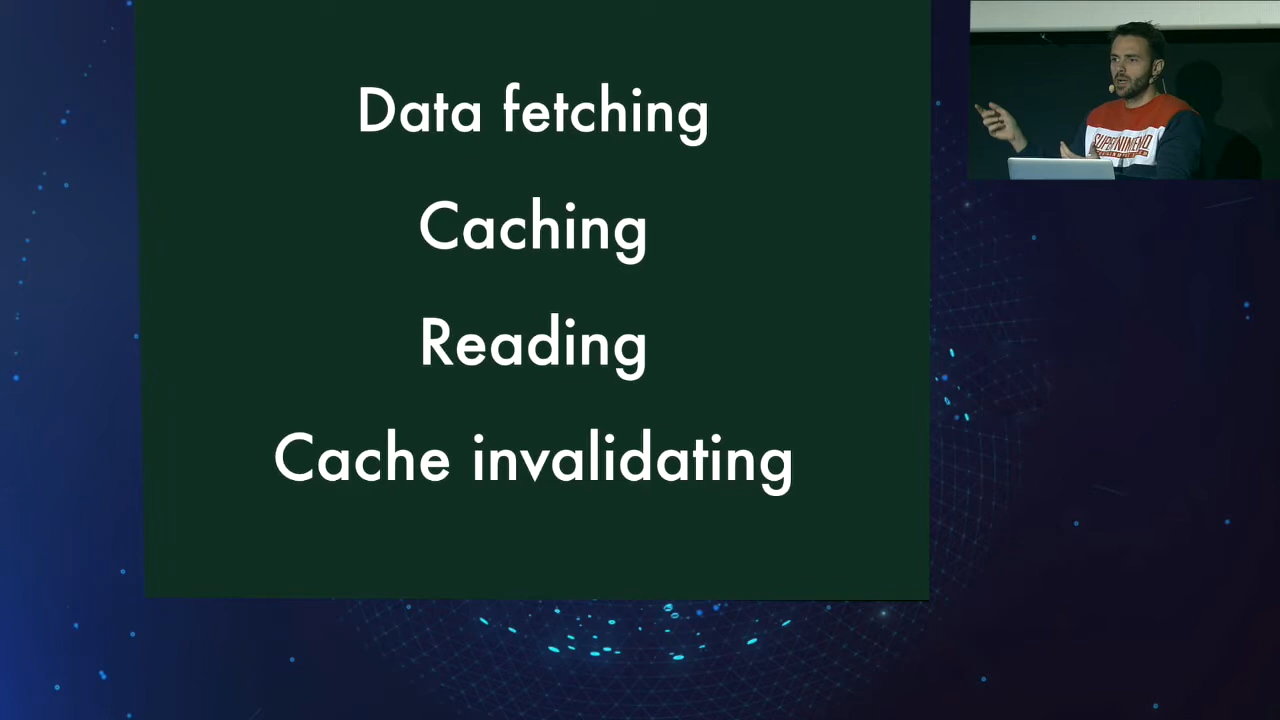 Data fetching
Caching
Reading
Cache invalidating